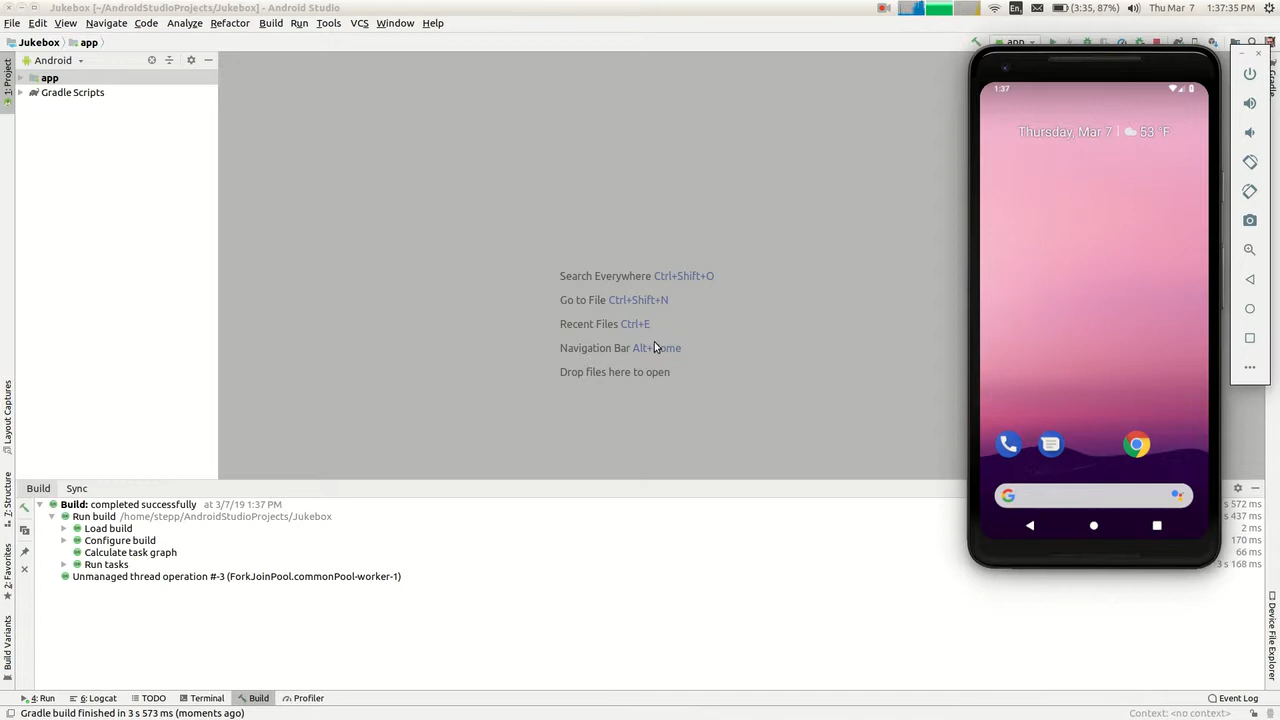 Jukebox [~/AndroidStudioProjects/Jukebox] - Android Studio
En
(3:35, 87%)
Thu Mar 7
1:37:35 PM
File Edit View Navigate Code Analyze Refactor Build Run Tools VCS Window Help
Jukebox app
app
1: Project
Android
app
Gradle Scripts
Gradle
1:37
Thursday, Mar 7 | 53 °F
Search Everywhere Ctrl+Shift+O
Go to File Ctrl+Shift+N
Recent Files Ctrl+E
Navigation Bar Alt+Home
Drop files here to open
Layout Captures
7: Structure
2: Favorites
Build Variants
Device File Explorer
Build Sync
Build: completed successfully at 3/7/19 1:37 PM
s 572 ms
Run build /home/stepp/AndroidStudioProjects/Jukebox
s 437 ms
Load build
2 ms
Configure build
170 ms
Calculate task graph
66 ms
Run tasks
3 s 168 ms
Unmanaged thread operation #-3 (ForkJoinPool.commonPool-worker-1)
4: Run 6: Logcat TODO Terminal Build Profiler Event Log
Gradle build finished in 3 s 573 ms (moments ago)
Context: <no context>